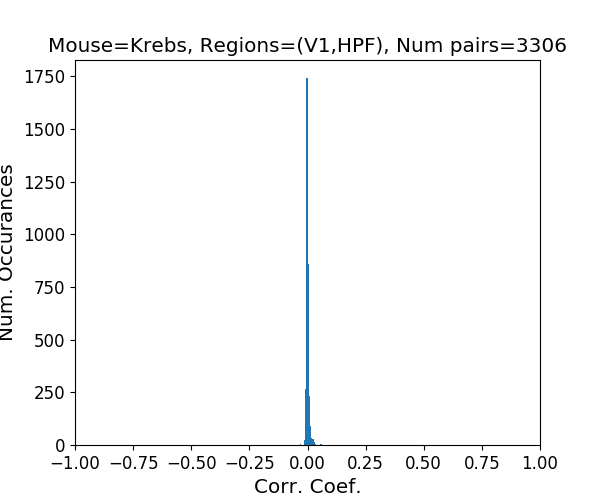 Mouse=Krebs, Regions=(V1,HPF), Num pairs=3306
1750
1500
1250
1000
750
500
250
0
Num. Occurances
−1.00 −0.75 −0.50 −0.25 0.00 0.25 0.50 0.75 1.00
Corr. Coef.